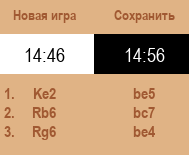 Новая игра Сохранить
14:46 14:56
1. Ke2 be5
2. Rb6 bc7
3. Rg6 be4